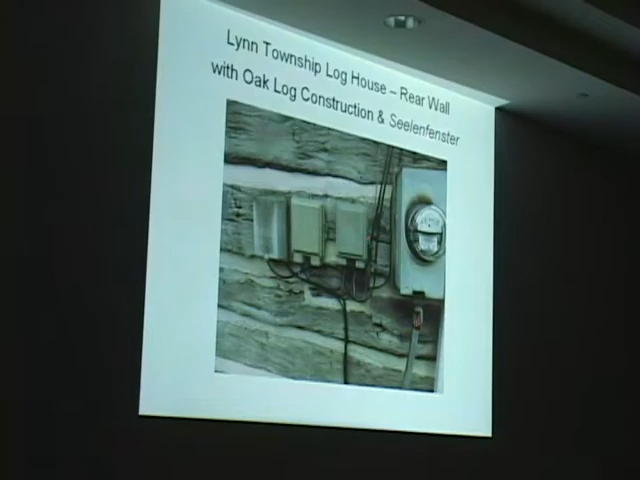 Lynn Township Log House – Rear Wall
with Oak Log Construction & Seelenfenster